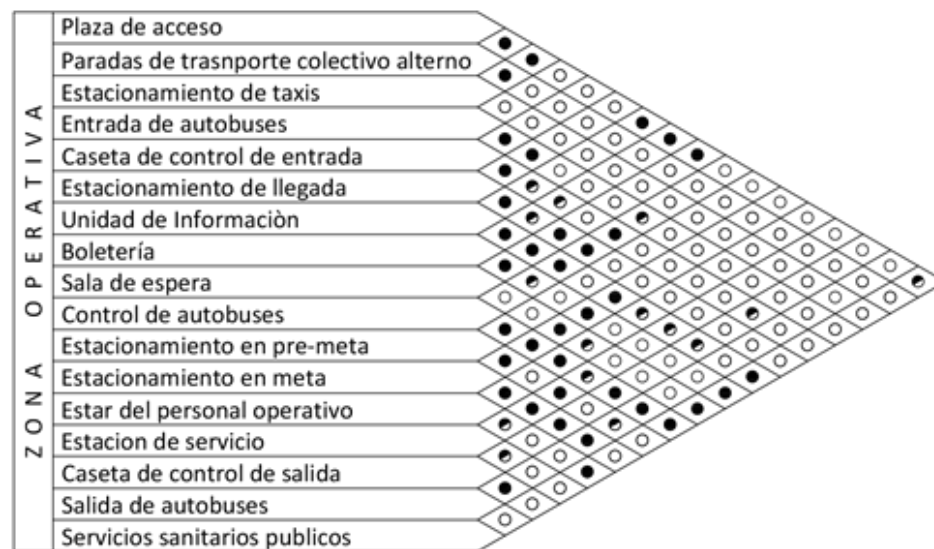 ZONA OPERATIVA
Plaza de acceso
Paradas de trasnporte colectivo alterno
Estacionamiento de taxis
Entrada de autobuses
Caseta de control de entrada
Estacionamiento de llegada
Unidad de Informaciòn
Boletería
Sala de espera
Control de autobuses
Estacionamiento en pre-meta
Estacionamiento en meta
Estar del personal operativo
Estacion de servicio
Caseta de control de salida
Salida de autobuses
Servicios sanitarios publicos